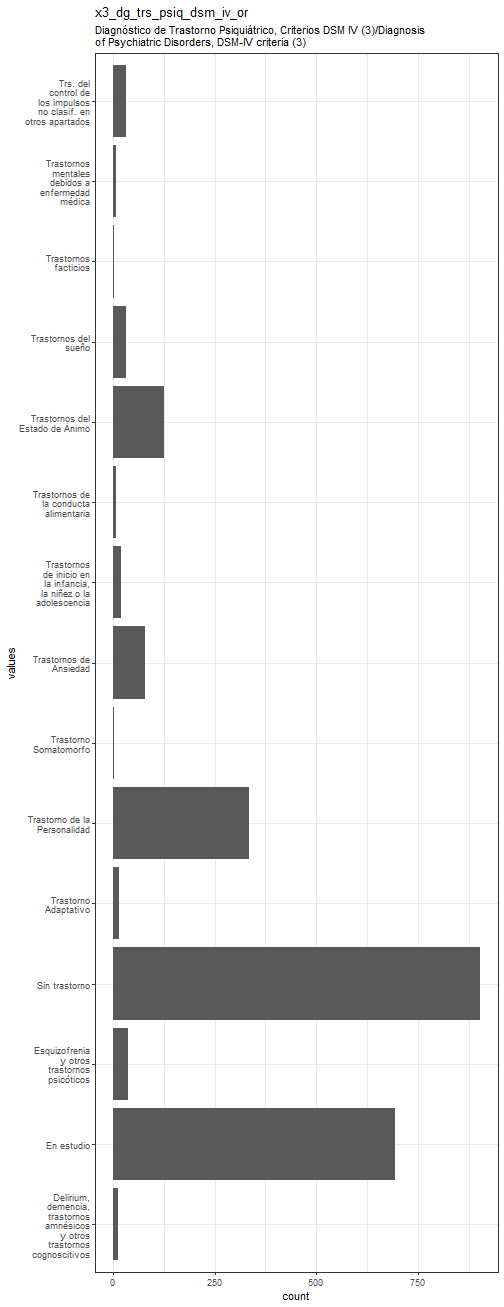 x3_dg_trs_psiq_dsm_iv_or
Diagnóstico de Trastorno Psiquiátrico, Criterios DSM IV (3)/Diagnosis
of Psychiatric Disorders, DSM-IV criteria (3)
Trs. del
control de
los impulsos
no clasif. en
otros apartados
Trastornos
mentales
debidos a
enfermedad
médica
Trastornos
facticios
Trastornos del
sueño
Trastornos del
Estado de Ánimo
Trastornos de
la conducta
alimentaria
Trastornos
de inicio en
la infancia,
la niñez o la
adolescencia
Trastornos de
Ansiedad
Trastorno
Somatomorfo
Trastorno de la
Personalidad
Trastorno
Adaptativo
Sin trastorno
Esquizofrenia
y otros
trastornos
psicóticos
En estudio
Delirium,
demencia,
trastornos
amnésicos
y otros
trastornos
cognoscitivos
values
0 250 500 750
count